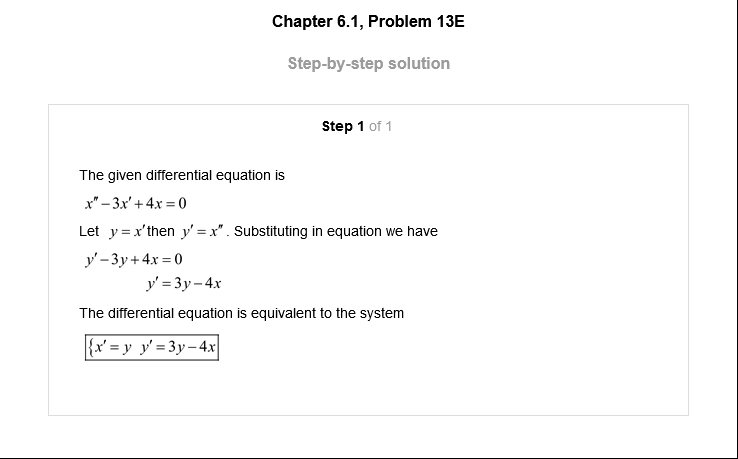 Chapter 6.1, Problem 13E
Step-by-step solution
Step 1 of 1
The given differential equation is
x″ − 3x′ + 4x = 0
Let y = x′ then y′ = x″ . Substituting in equation we have
y′ − 3y + 4x = 0
y′ = 3y − 4x
The differential equation is equivalent to the system
{x′ = y y′ = 3y − 4x